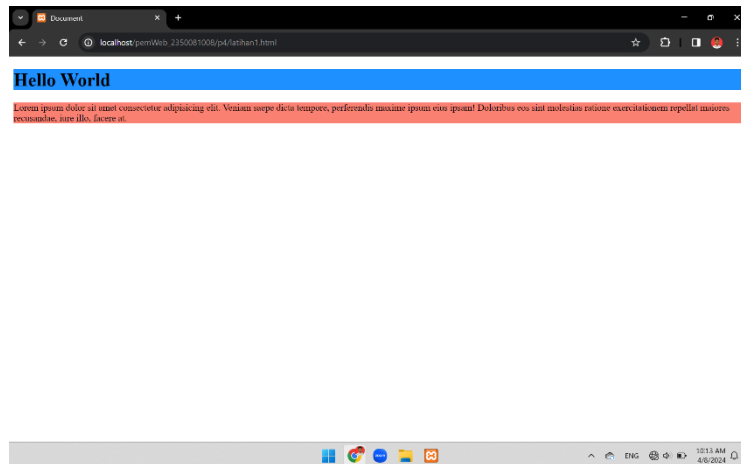 Document
localhost/pemWeb_2350081008/p4/latihan1.html
Hello World
Lorem ipsum dolor sit amet consectetur adipisicing elit. Veniam saepe dicta tempore, perferendis maxime ipsum eius ipsam! Doloribus eos sint molestias ratione exercitationem repellat maiores
recusandae, iure illo, facere at.
zoom
ENG
10:13 AM
4/8/2024